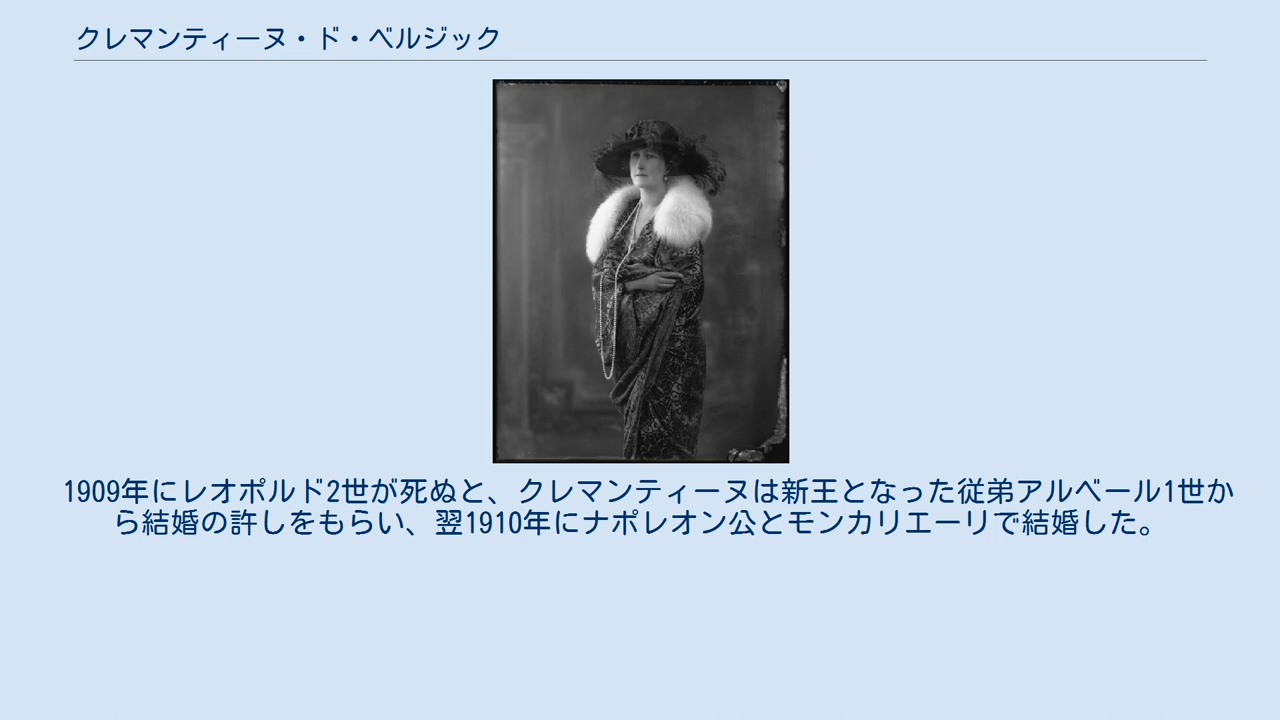 クレマンティーヌ・ド・ベルジック
1909年にレオポルド2世が死ぬと、クレマンティーヌは新王となった従弟アルベール1世か
ら結婚の許しをもらい、翌1910年にナポレオン公とモンカリエーリで結婚した。